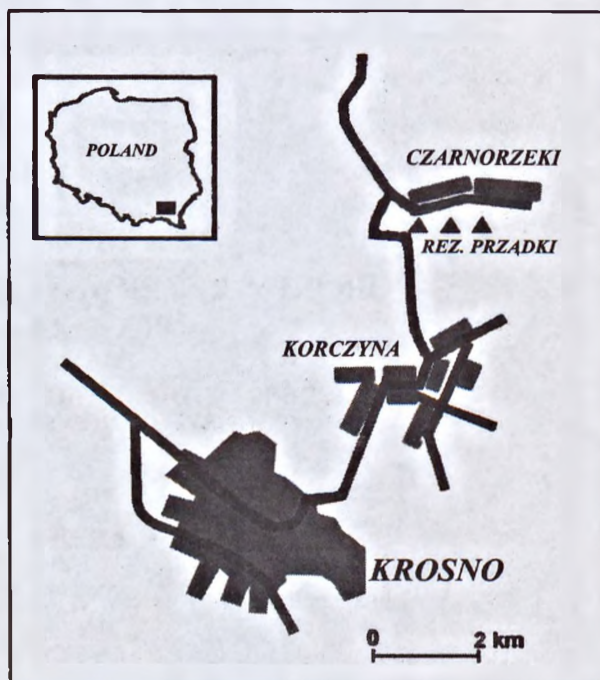 POLAND
CZARNORZEKI
REZ. PRZĄDKI
KORCZYNA
KROSNO
0 2 km